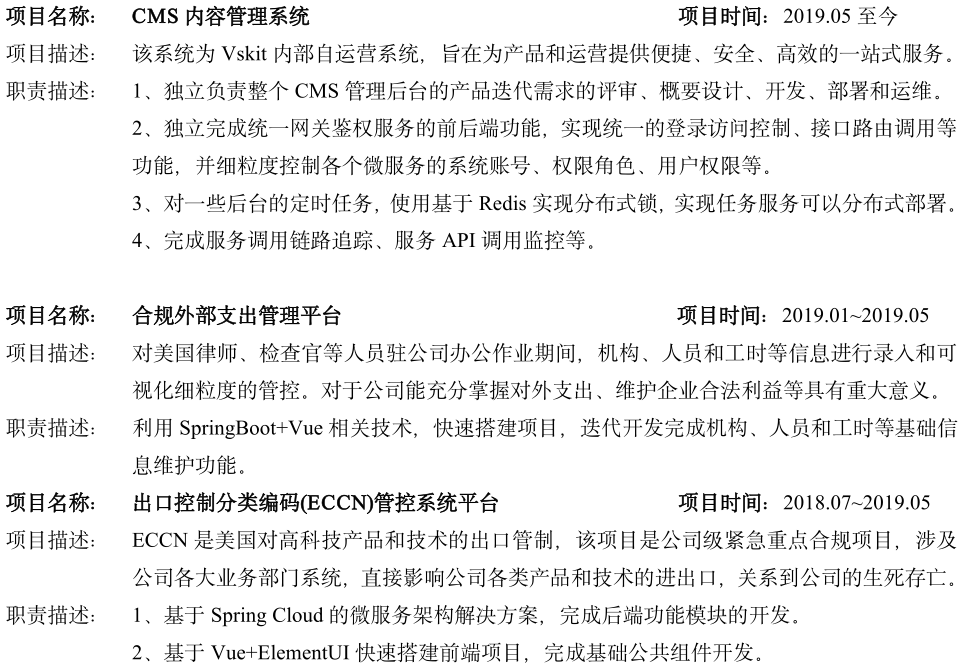 项目名称： CMS 内容管理系统 项目时间：2019.05 至今
项目描述： 该系统为 Vskit 内部自运营系统，旨在为产品和运营提供便捷、安全、高效的一站式服务。
职责描述： 1、独立负责整个 CMS 管理后台的产品迭代需求的评审、概要设计、开发、部署和运维。
2、独立完成统一网关鉴权服务的前后端功能，实现统一的登录访问控制、接口路由调用等
功能，并细粒度控制各个微服务的系统账号、权限角色、用户权限等。
3、对一些后台的定时任务，使用基于 Redis 实现分布式锁，实现任务服务可以分布式部署。
4、完成服务调用链路追踪、服务 API 调用监控等。
项目名称： 合规外部支出管理平台 项目时间：2019.01~2019.05
项目描述： 对美国律师、检查官等人员驻公司办公作业期间，机构、人员和工时等信息进行录入和可
视化细粒度的管控。对于公司能充分掌握对外支出、维护企业合法利益等具有重大意义。
职责描述： 利用 SpringBoot+Vue 相关技术，快速搭建项目，迭代开发完成机构、人员和工时等基础信
息维护功能。
项目名称： 出口控制分类编码(ECCN)管控系统平台 项目时间：2018.07~2019.05
项目描述： ECCN 是美国对高科技产品和技术的出口管制，该项目是公司级紧急重点合规项目，涉及
公司各大业务部门系统，直接影响公司各类产品和技术的进出口，关系到公司的生死存亡。
职责描述： 1、基于 Spring Cloud 的微服务架构解决方案，完成后端功能模块的开发。
2、基于 Vue+ElementUI 快速搭建前端项目，完成基础公共组件开发。